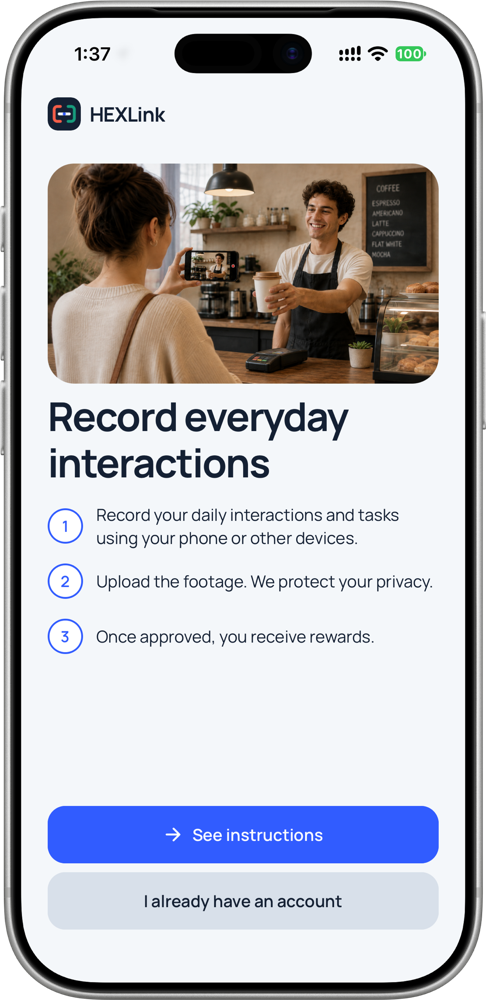 1:37
100
HEXLink
COFFEE
ESPRESSO
AMERICANO
LATTE
CAPPUCCINO
FLAT WHITE
MOCHA
Record everyday
interactions
1
Record your daily interactions and tasks
using your phone or other devices.
2
Upload the footage. We protect your privacy.
3
Once approved, you receive rewards.
→ See instructions
I already have an account